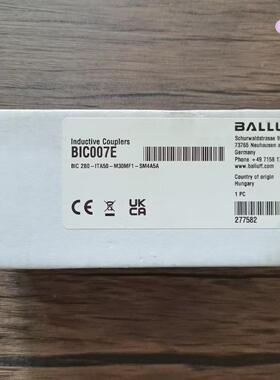 Inductive Couplers
BIC007E
BIC 2B0-ITA50-M30MF1-SM4A5A
CE
UK
CA
BALLU
Schurwaldstrasse 9
73765 Neuhausen a
Germany
Phone +49 7158 1
www.balluff.com
Country of origin
Hungary
1 PC
277582